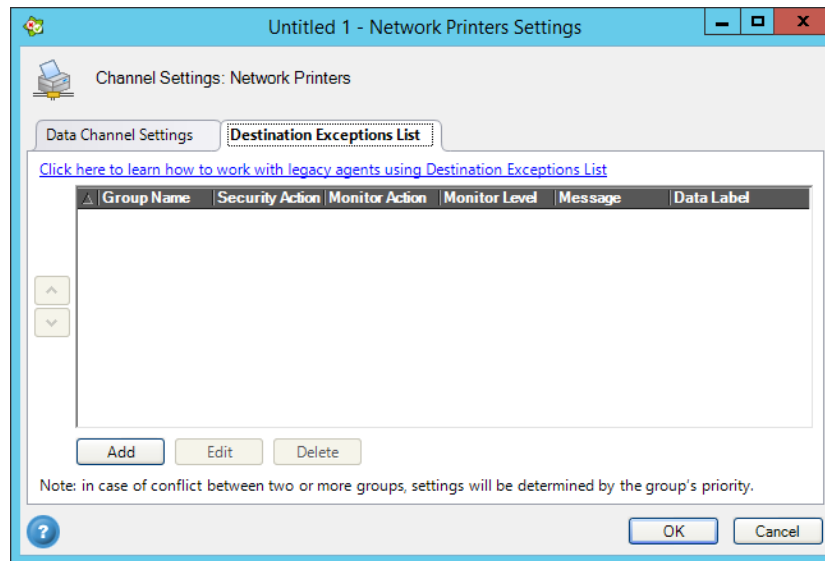 Untitled 1 - Network Printers Settings
Channel Settings: Network Printers
Data Channel Settings
Destination Exceptions List
Click here to learn how to work with legacy agents using Destination Exceptions List
Group Name Security Action Monitor Action Monitor Level Message Data Label
Add Edit Delete
Note: in case of conflict between two or more groups, settings will be determined by the group's priority.
? OK Cancel